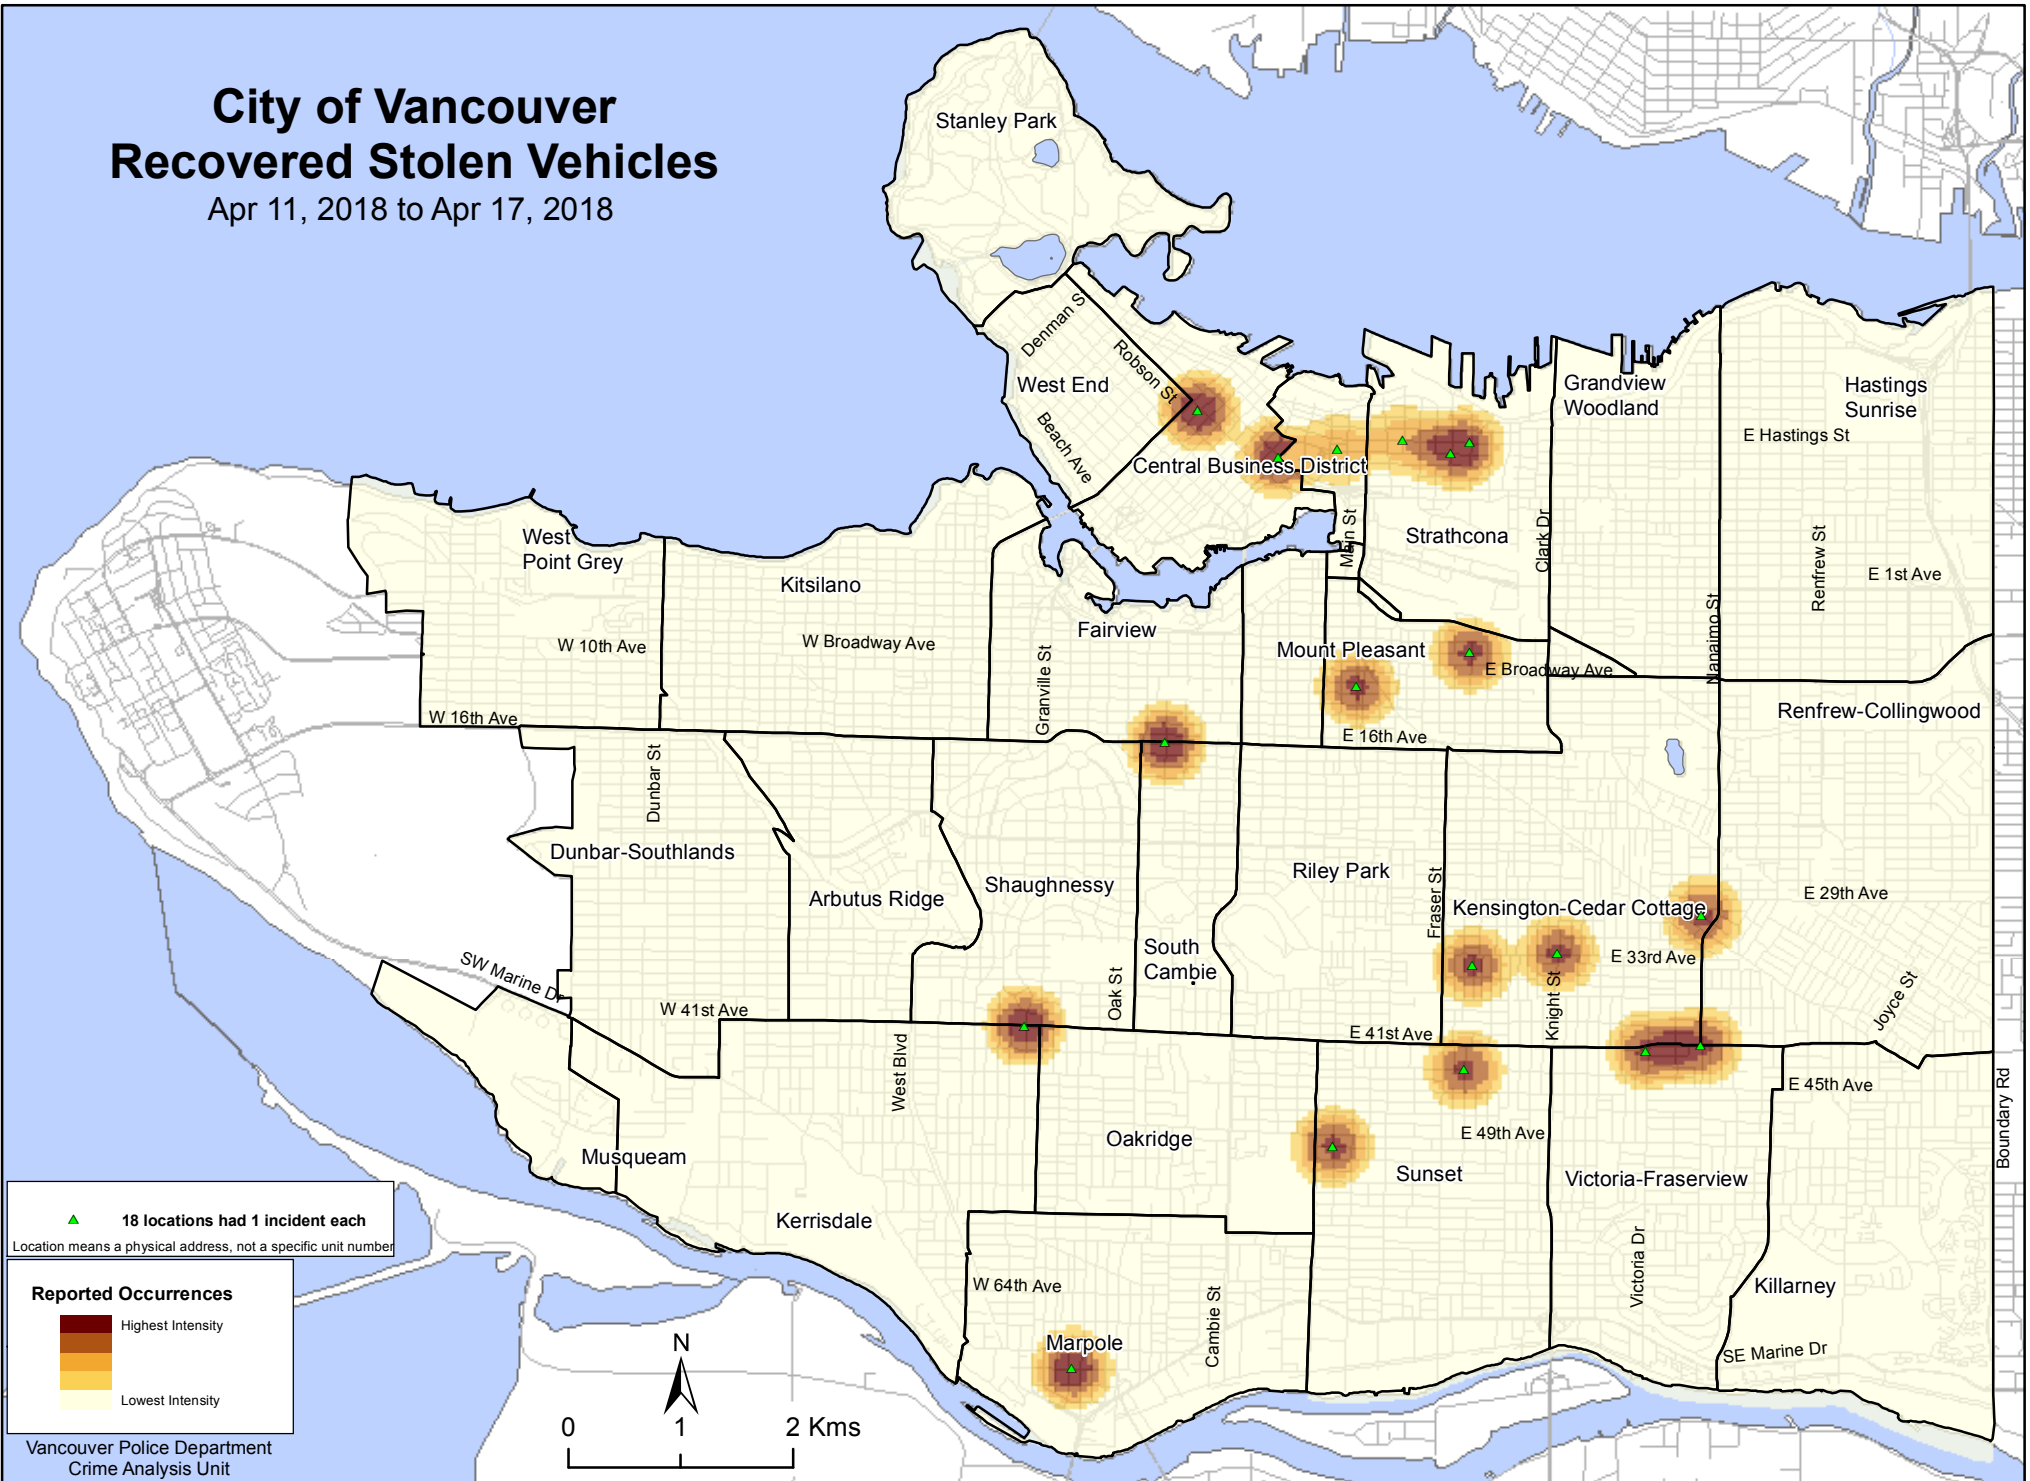 City of Vancouver
Recovered Stolen Vehicles
Apr 11, 2018 to Apr 17, 2018
Stanley Park
Denman S
Robson St
West End
Beach Ave
Central Business District
Grandview
Woodland
Hastings
Sunrise
E Hastings St
Main St
Strathcona
Clark Dr
Nanaimo St
Renfrew St
E 1st Ave
West
Point Grey
Kitsilano
W 10th Ave
W Broadway Ave
Fairview
Granville St
Mount Pleasant
E Broadway Ave
W 16th Ave
E 16th Ave
Renfrew-Collingwood
Dunbar St
Dunbar-Southlands
Arbutus Ridge
Shaughnessy
South
Cambie
Oak St
Riley Park
Fraser St
Kensington-Cedar Cottage
E 29th Ave
E 33rd Ave
Knight St
Joyce St
SW Marine Dr
W 41st Ave
E 41st Ave
West Blvd
E 45th Ave
Boundary Rd
Musqueam
Oakridge
E 49th Ave
Sunset
Victoria-Fraserview
Kerrisdale
W 64th Ave
Cambie St
Victoria Dr
Killarney
Marpole
SE Marine Dr
18 locations had 1 incident each
Location means a physical address, not a specific unit number
Reported Occurrences
Highest Intensity
Lowest Intensity
Vancouver Police Department
Crime Analysis Unit
N
0 1 2 Kms